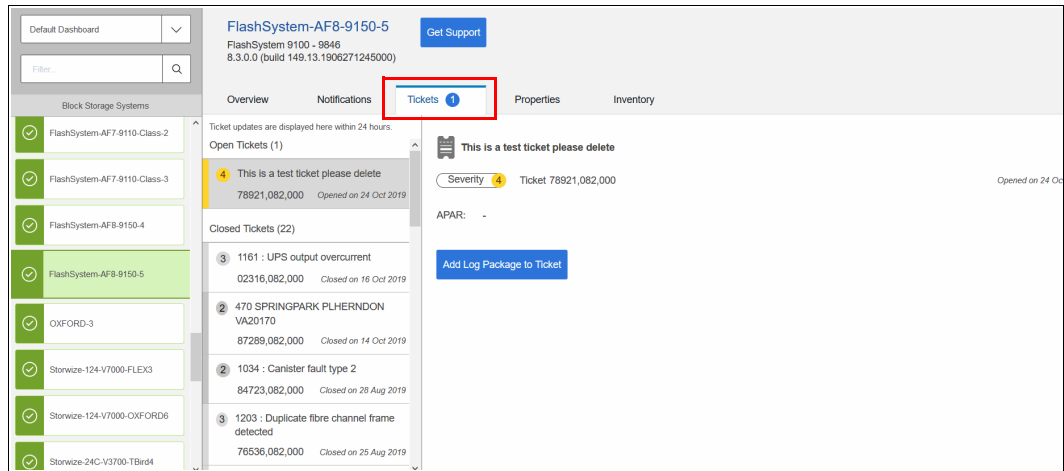 Default Dashboard
Filter...
Block Storage Systems
FlashSystem-AF7-9110-Class-2
FlashSystem-AF7-9110-Class-3
FlashSystem-AF8-9150-4
FlashSystem-AF8-9150-5
OXFORD-3
Storwize-124-V7000-FLEX3
Storwize-124-V7000-OXFORD6
Storwize-24C-V3700-TBird4
FlashSystem-AF8-9150-5
FlashSystem 9100 - 9846
8.3.0.0 (build 149.13.1906271245000)
Get Support
Overview Notifications Tickets 1 Properties Inventory
Ticket updates are displayed here within 24 hours.
Open Tickets (1)
4 This is a test ticket please delete
78921,082,000 Opened on 24 Oct 2019
Closed Tickets (22)
3 1161 : UPS output overcurrent
02316,082,000 Closed on 16 Oct 2019
2 470 SPRINGPARK PLHERNDON
VA20170
87289,082,000 Closed on 14 Oct 2019
2 1034 : Canister fault type 2
84723,082,000 Closed on 28 Aug 2019
3 1203 : Duplicate fibre channel frame
detected
76536,082,000 Closed on 25 Aug 2019
This is a test ticket please delete
Severity 4 Ticket 78921,082,000 Opened on 24 Oc
APAR: -
Add Log Package to Ticket